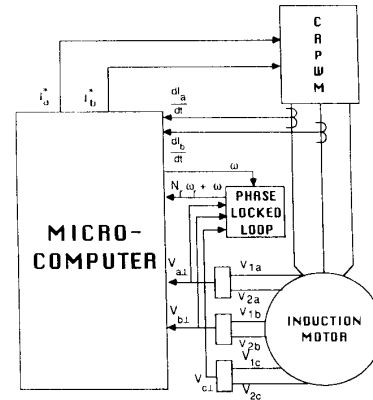 CRPWM
I*a
I*b
dIa
dt
dIb
dt
ω
Nr ωr + ω
PHASE
LOCKED
LOOP
MICRO-
COMPUTER
Va⊥
V1a
V2a
Vb⊥
V1b
V2b
INDUCTION
MOTOR
V1c
Vc⊥
V2c